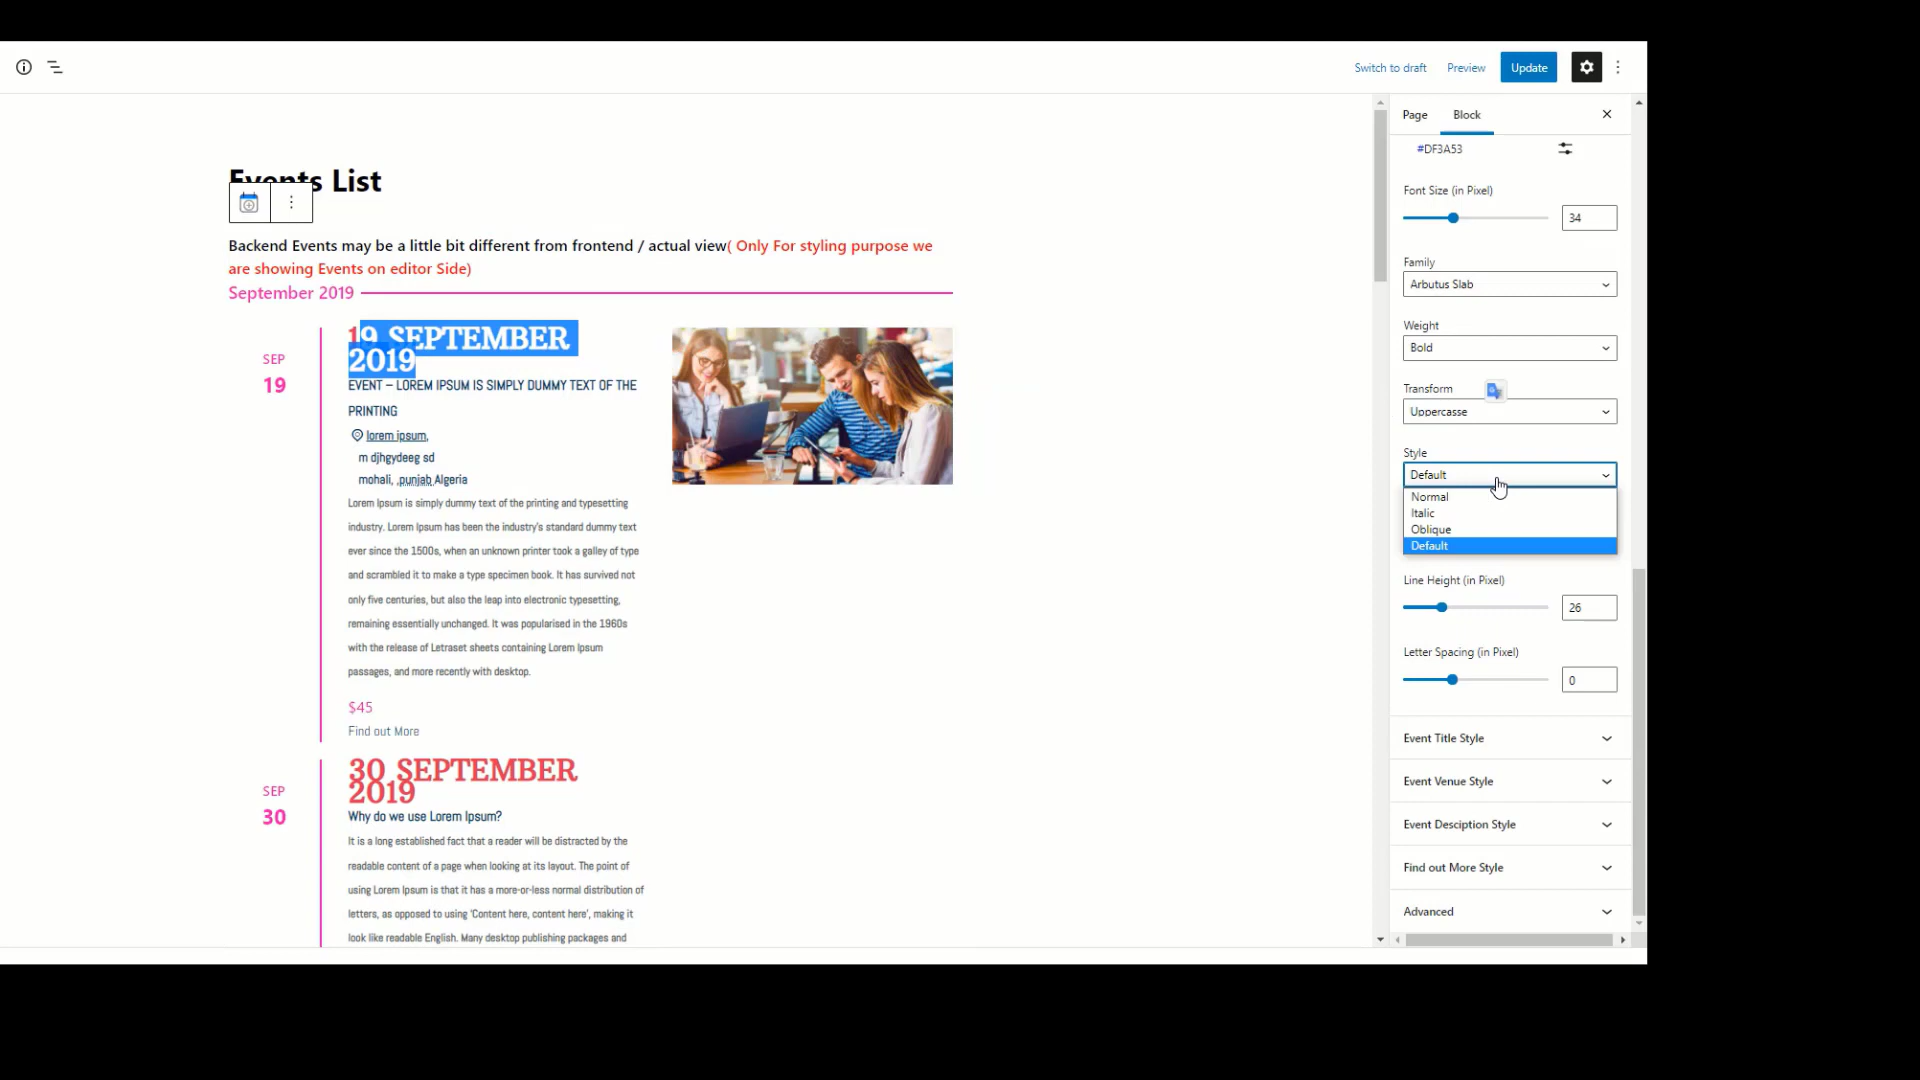 Switch to draft
Preview
Update
Page
Block
#DF3A53
Font Size (in Pixel)
34
Family
Arbutus Slab
Weight
Bold
Transform
Uppercasse
Style
Default
Normal
Italic
Oblique
Default
Line Height (in Pixel)
26
Letter Spacing (in Pixel)
0
Event Title Style
Event Venue Style
Event Desciption Style
Find out More Style
Advanced
Events List
Backend Events may be a little bit different from frontend / actual view( Only For styling purpose we
are showing Events on editor Side)
September 2019
SEP
19
19 SEPTEMBER
2019
EVENT – LOREM IPSUM IS SIMPLY DUMMY TEXT OF THE
PRINTING
lorem ipsum,
m djhgydeeg sd
mohali, ,punjab Algeria
Lorem Ipsum is simply dummy text of the printing and typesetting
industry. Lorem Ipsum has been the industry's standard dummy text
ever since the 1500s, when an unknown printer took a galley of type
and scrambled it to make a type specimen book. It has survived not
only five centuries, but also the leap into electronic typesetting,
remaining essentially unchanged. It was popularised in the 1960s
with the release of Letraset sheets containing Lorem Ipsum
passages, and more recently with desktop.
$45
Find out More
SEP
30
30 SEPTEMBER
2019
Why do we use Lorem Ipsum?
It is a long established fact that a reader will be distracted by the
readable content of a page when looking at its layout. The point of
using Lorem Ipsum is that it has a more-or-less normal distribution of
letters, as opposed to using 'Content here, content here', making it
look like readable English. Many desktop publishing packages and